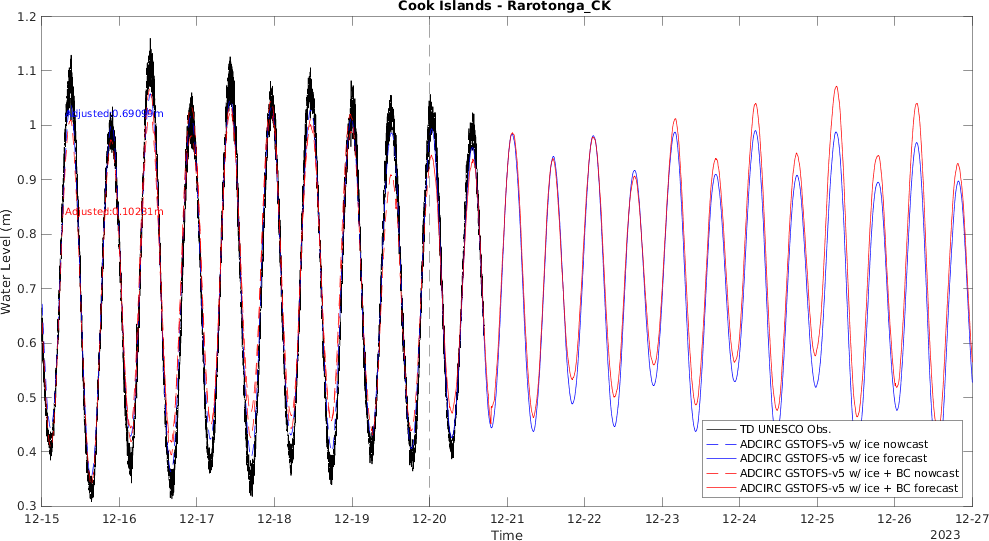 Cook Islands - Rarotonga_CK
1.2
1.1
1
0.9
0.8
0.7
0.6
0.5
0.4
0.3
Water Level (m)
Adjusted:0.69099m
Adjusted:0.10231m
TD UNESCO Obs.
ADCIRC GSTOFS-v5 w/ ice nowcast
ADCIRC GSTOFS-v5 w/ ice forecast
ADCIRC GSTOFS-v5 w/ ice + BC nowcast
ADCIRC GSTOFS-v5 w/ ice + BC forecast
12-15 12-16 12-17 12-18 12-19 12-20 12-21 12-22 12-23 12-24 12-25 12-26 12-27
Time
2023